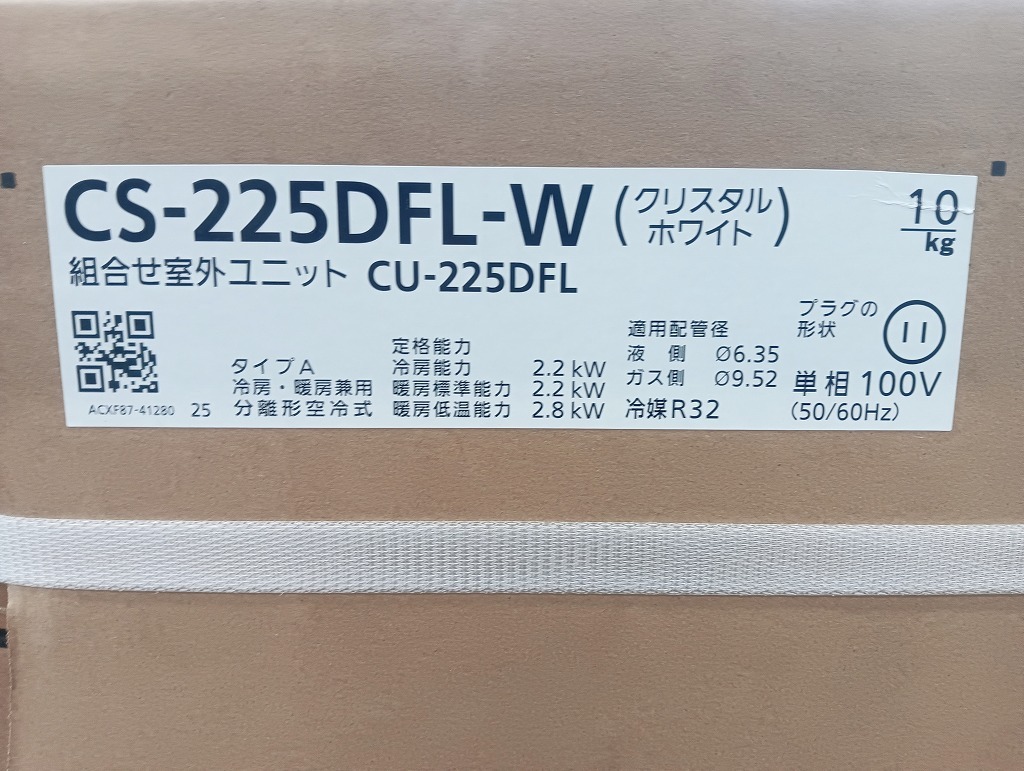 CS-225DFL-W (クリスタルホワイト)
10
kg
組合せ室外ユニット CU-225DFL
ACXF87-41280 25
タイプA
冷房・暖房兼用
分離形空冷式
定格能力
冷房能力 2.2 kW
暖房標準能力 2.2 kW
暖房低温能力 2.8 kW
適用配管径
液 側 Ø6.35
ガス側 Ø9.52
冷媒R32
プラグの
形状
単相 100V
(50/60Hz)